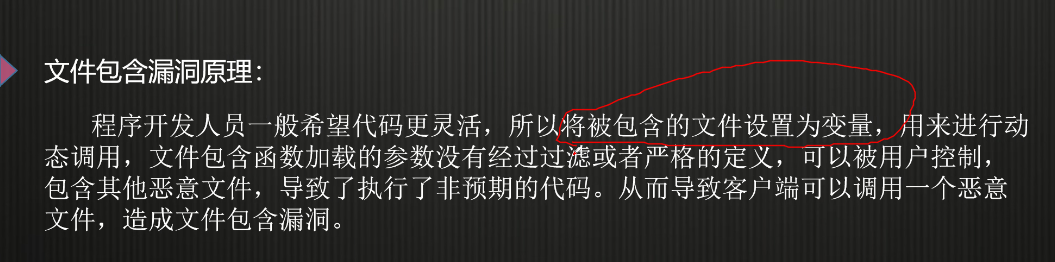 文件包含漏洞原理：
程序开发人员一般希望代码更灵活，所以将被包含的文件设置为变量，用来进行动
态调用，文件包含函数加载的参数没有经过过滤或者严格的定义，可以被用户控制，
包含其他恶意文件，导致了执行了非预期的代码。从而导致客户端可以调用一个恶意
文件，造成文件包含漏洞。